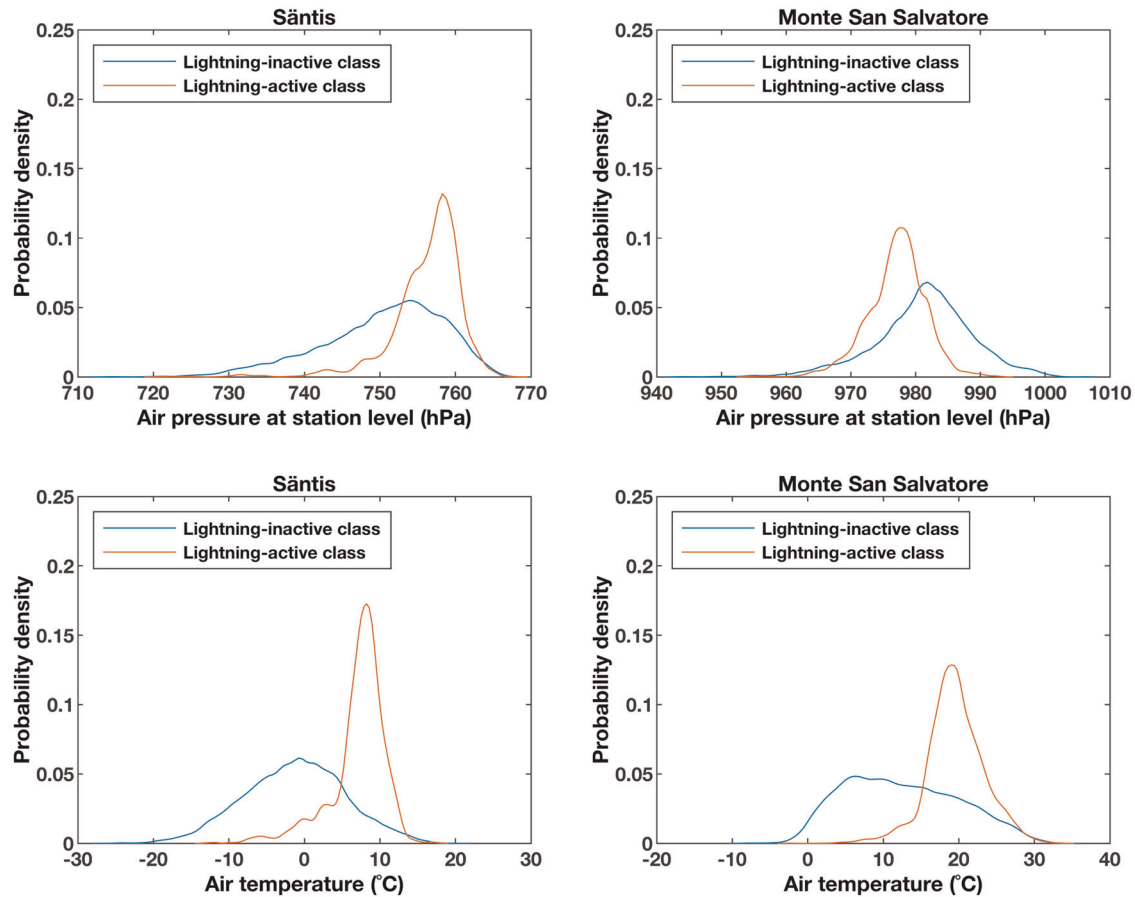 Säntis
0.25
Lightning-inactive class
Lightning-active class
0.2
0.15
0.1
0.05
0
Probability density
710 720 730 740 750 760 770
Air pressure at station level (hPa)
Monte San Salvatore
0.25
Lightning-inactive class
Lightning-active class
0.2
0.15
0.1
0.05
0
Probability density
940 950 960 970 980 990 1000 1010
Air pressure at station level (hPa)
Säntis
0.25
Lightning-inactive class
Lightning-active class
0.2
0.15
0.1
0.05
0
Probability density
-30 -20 -10 0 10 20 30
Air temperature (°C)
Monte San Salvatore
0.25
Lightning-inactive class
Lightning-active class
0.2
0.15
0.1
0.05
0
Probability density
-20 -10 0 10 20 30 40
Air temperature (°C)